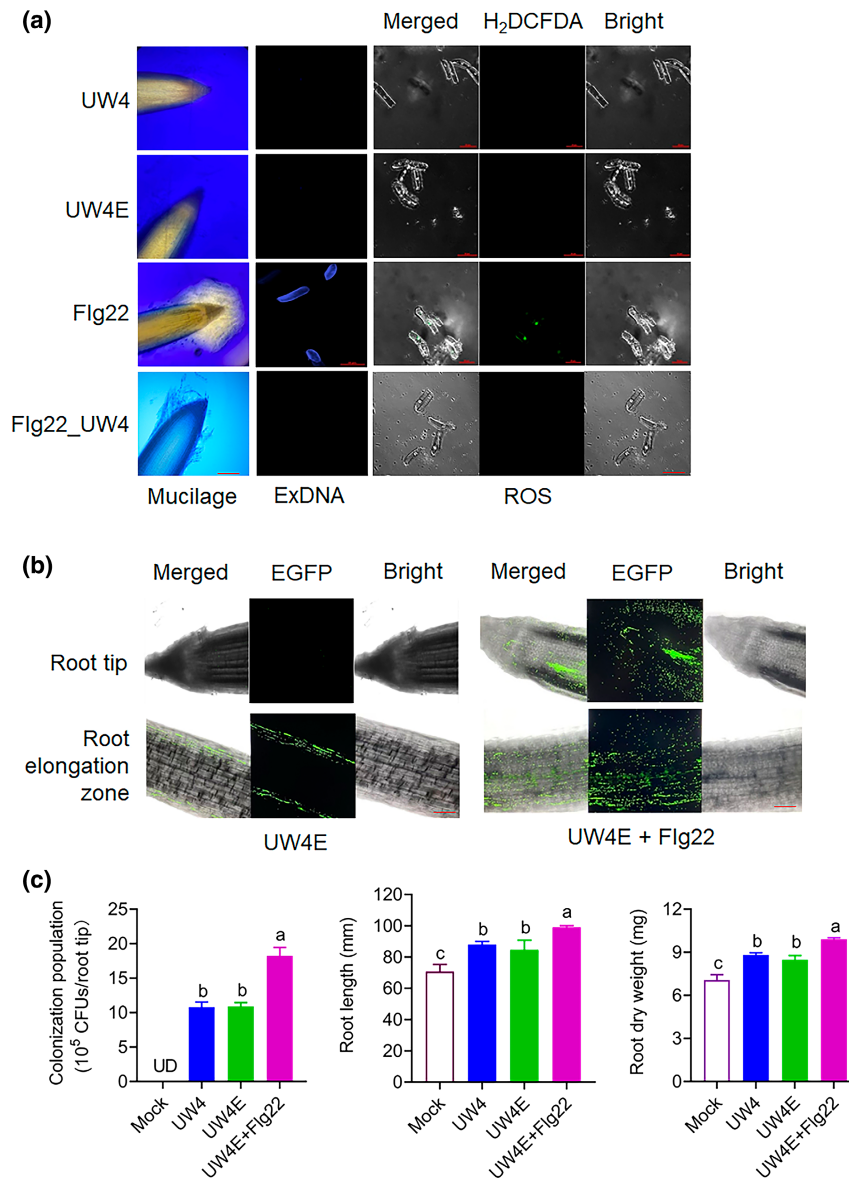 (a)
Merged H₂DCFDA Bright
UW4
UW4E
Flg22
Flg22_UW4
Mucilage ExDNA ROS
(b)
Merged EGFP Bright Merged EGFP Bright
Root tip
Root
elongation
zone
UW4E UW4E + Flg22
(c)
Colonization population
(10⁵ CFUs/root tip)
25
20
15
10
5
0
UD
b
b
a
Mock
UW4
UW4E
UW4E+Flg22
Root length (mm)
120
100
80
60
40
20
0
c
b
b
a
Mock
UW4
UW4E
UW4E+Flg22
Root dry weight (mg)
12
9
6
3
0
c
b
b
a
Mock
UW4
UW4E
UW4E+Flg22